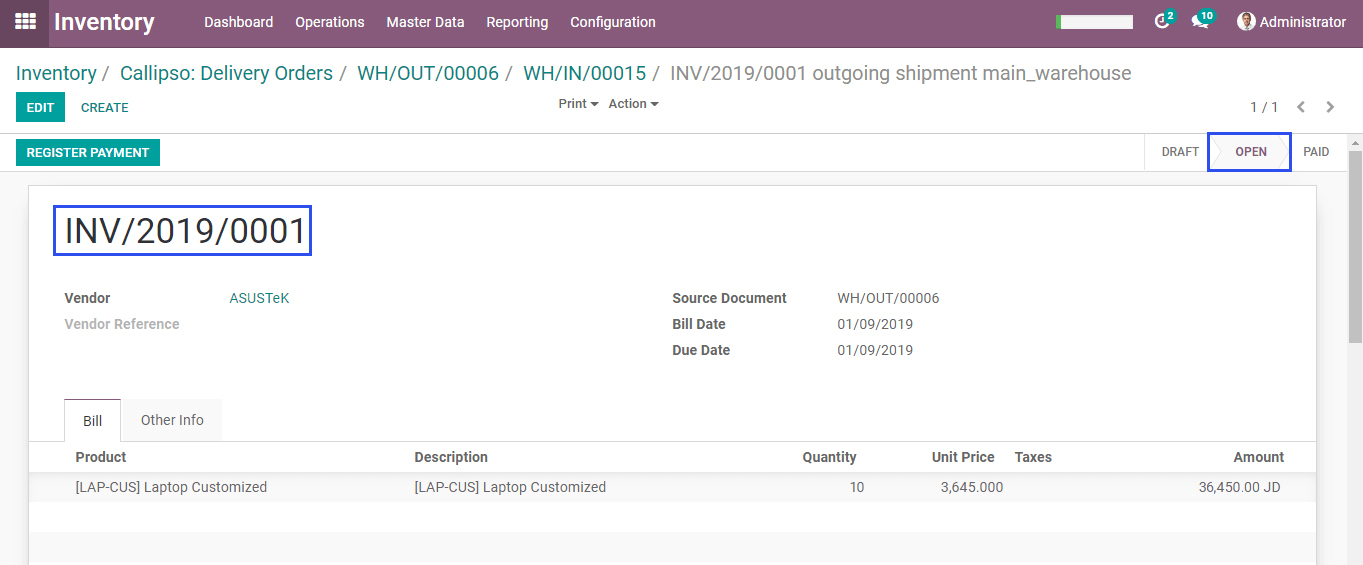 Inventory Dashboard Operations Master Data Reporting Configuration 2 10 Administrator
Inventory / Callipso: Delivery Orders / WH/OUT/00006 / WH/IN/00015 / INV/2019/0001 outgoing shipment main_warehouse
EDIT CREATE Print Action 1 / 1
REGISTER PAYMENT DRAFT OPEN PAID
INV/2019/0001
Vendor ASUSTeK Source Document WH/OUT/00006
Vendor Reference Bill Date 01/09/2019
Due Date 01/09/2019
Bill Other Info
Product Description Quantity Unit Price Taxes Amount
[LAP-CUS] Laptop Customized [LAP-CUS] Laptop Customized 10 3,645.000 36,450.00 JD